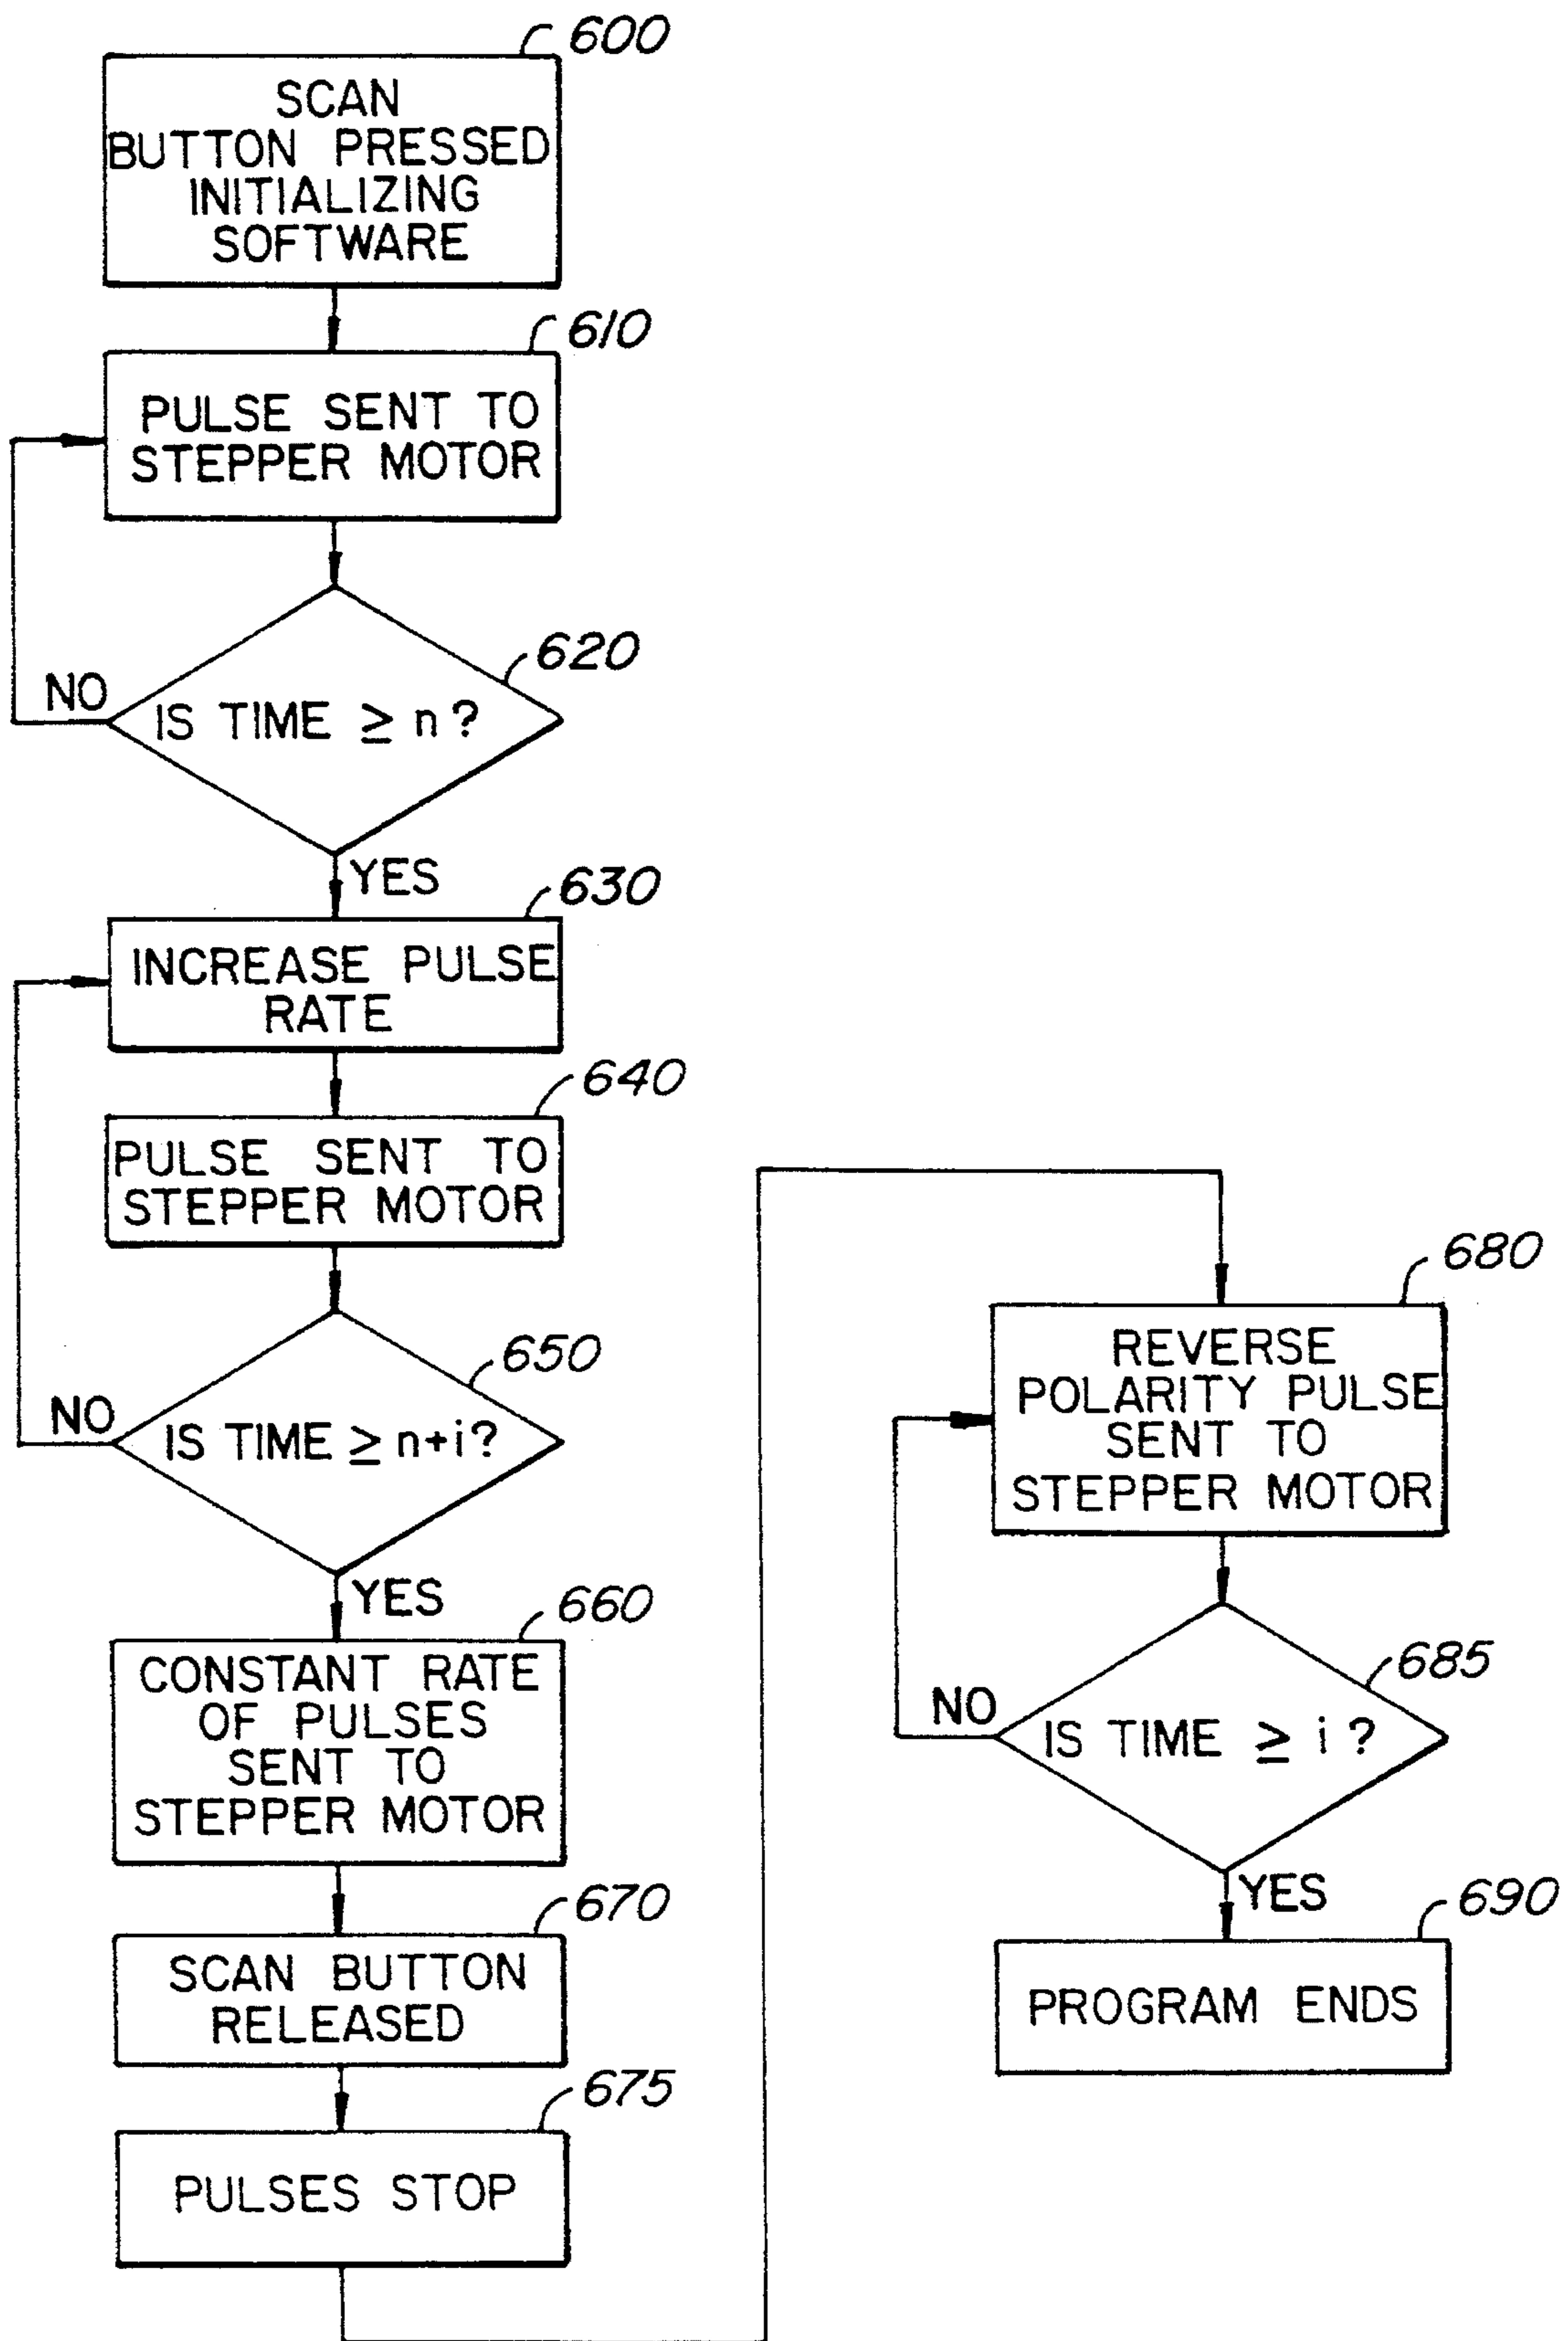 600
SCAN
BUTTON PRESSED
INITIALIZING
SOFTWARE
610
PULSE SENT TO
STEPPER MOTOR
620
NO
IS TIME ≥ n?
YES
630
INCREASE PULSE
RATE
640
PULSE SENT TO
STEPPER MOTOR
650
NO
IS TIME ≥ n+i?
YES
660
CONSTANT RATE
OF PULSES
SENT TO
STEPPER MOTOR
670
SCAN BUTTON
RELEASED
675
PULSES STOP
680
REVERSE
POLARITY PULSE
SENT TO
STEPPER MOTOR
685
NO
IS TIME ≥ i?
YES
690
PROGRAM ENDS